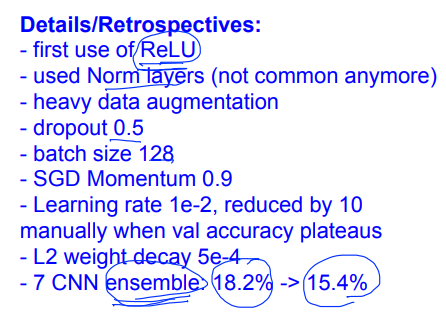 Details/Retrospectives:
- first use of ReLU
- used Norm layers (not common anymore)
- heavy data augmentation
- dropout 0.5
- batch size 128
- SGD Momentum 0.9
- Learning rate 1e-2, reduced by 10
manually when val accuracy plateaus
- L2 weight decay 5e-4
- 7 CNN ensemble: 18.2% -> 15.4%